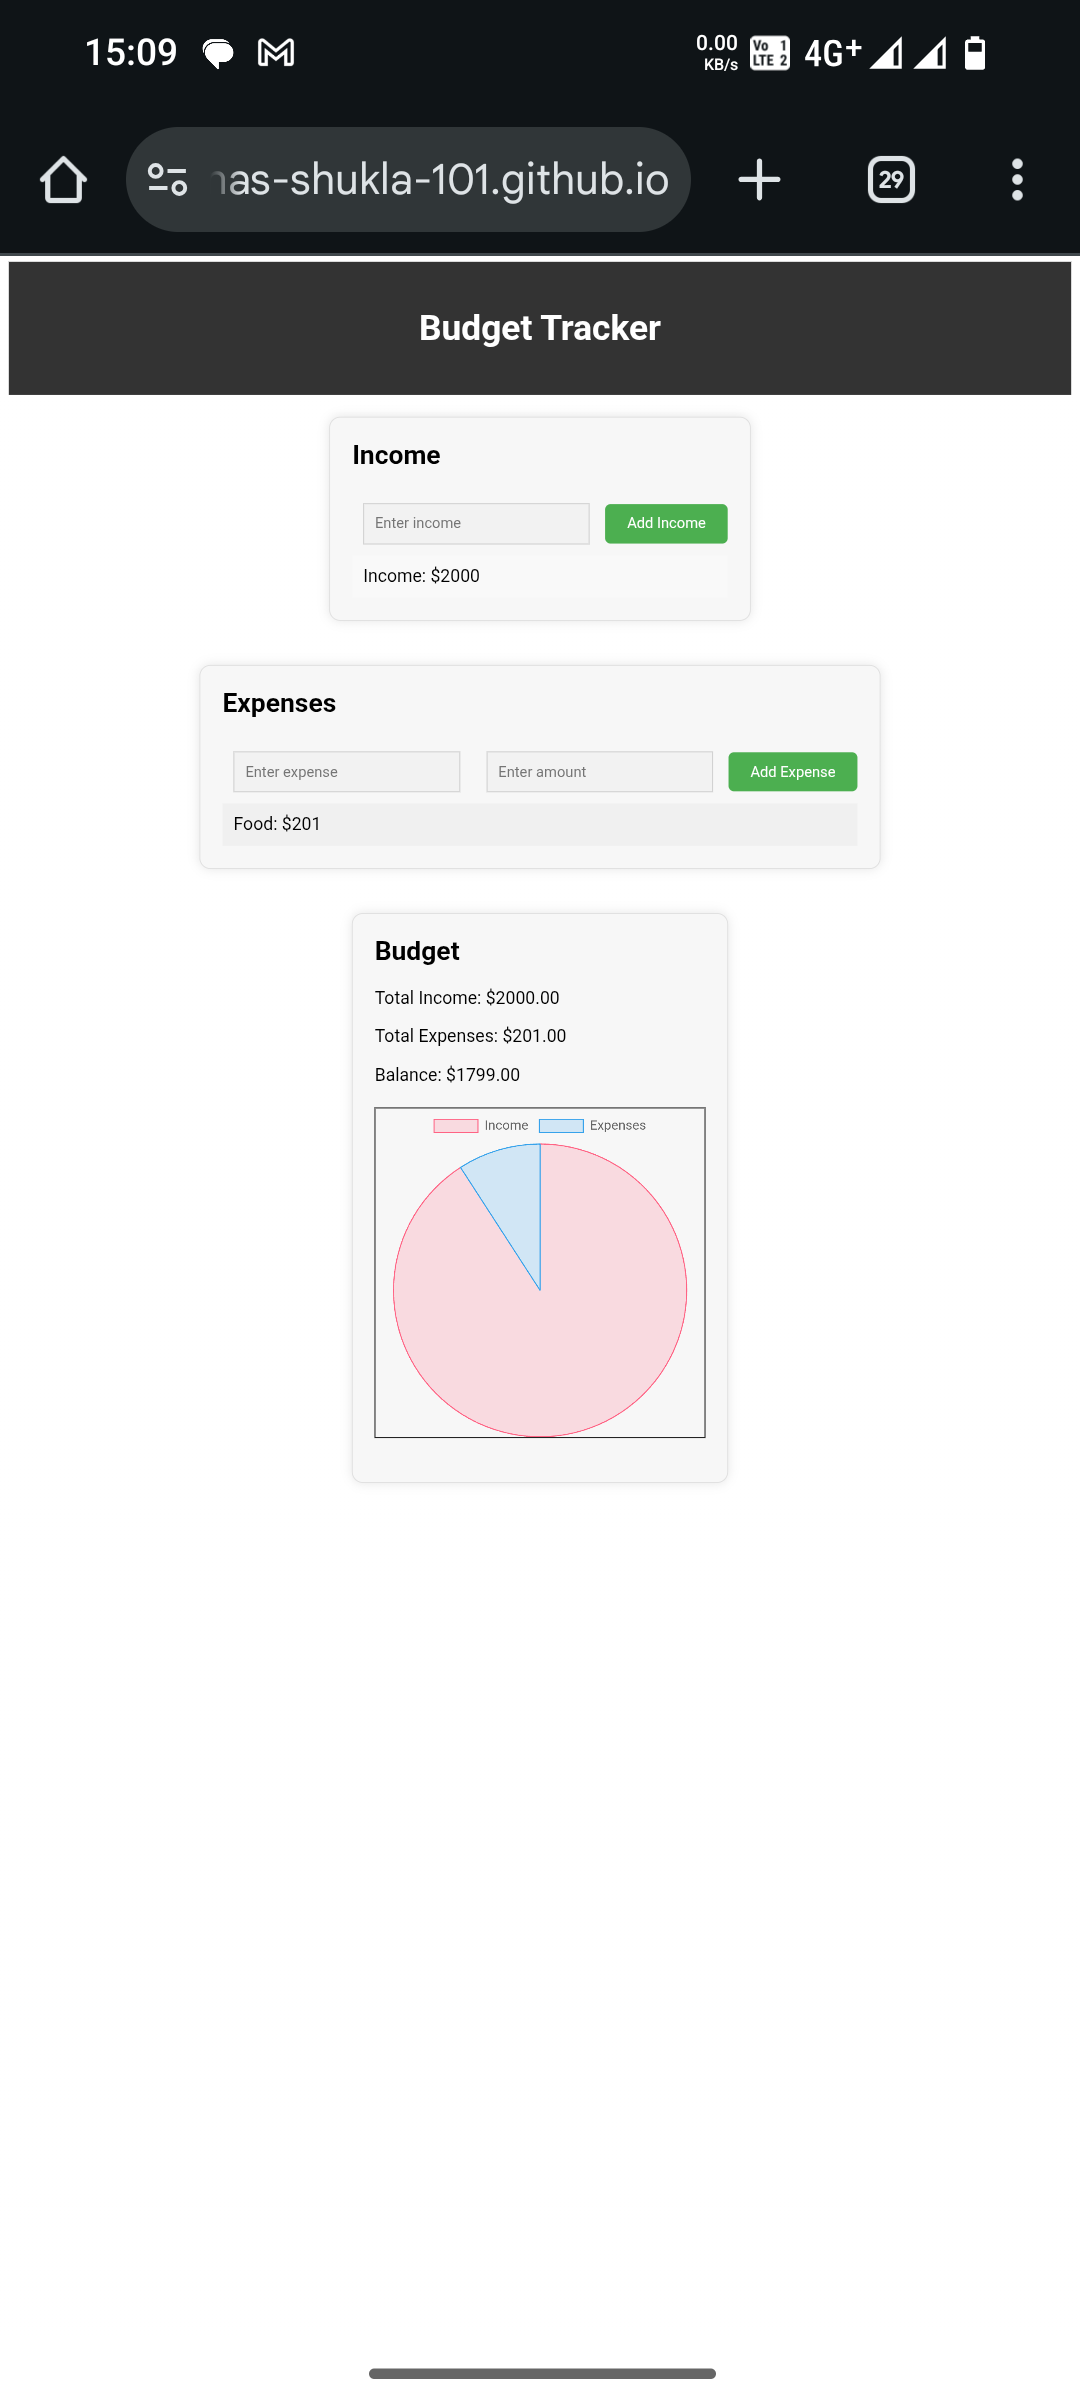 15:09
0.00
KB/s
Vo 1
LTE 2
4G+
as-shukla-101.github.io
29
Budget Tracker
Income
Enter income
Add Income
Income: $2000
Expenses
Enter expense
Enter amount
Add Expense
Food: $201
Budget
Total Income: $2000.00
Total Expenses: $201.00
Balance: $1799.00
Income
Expenses